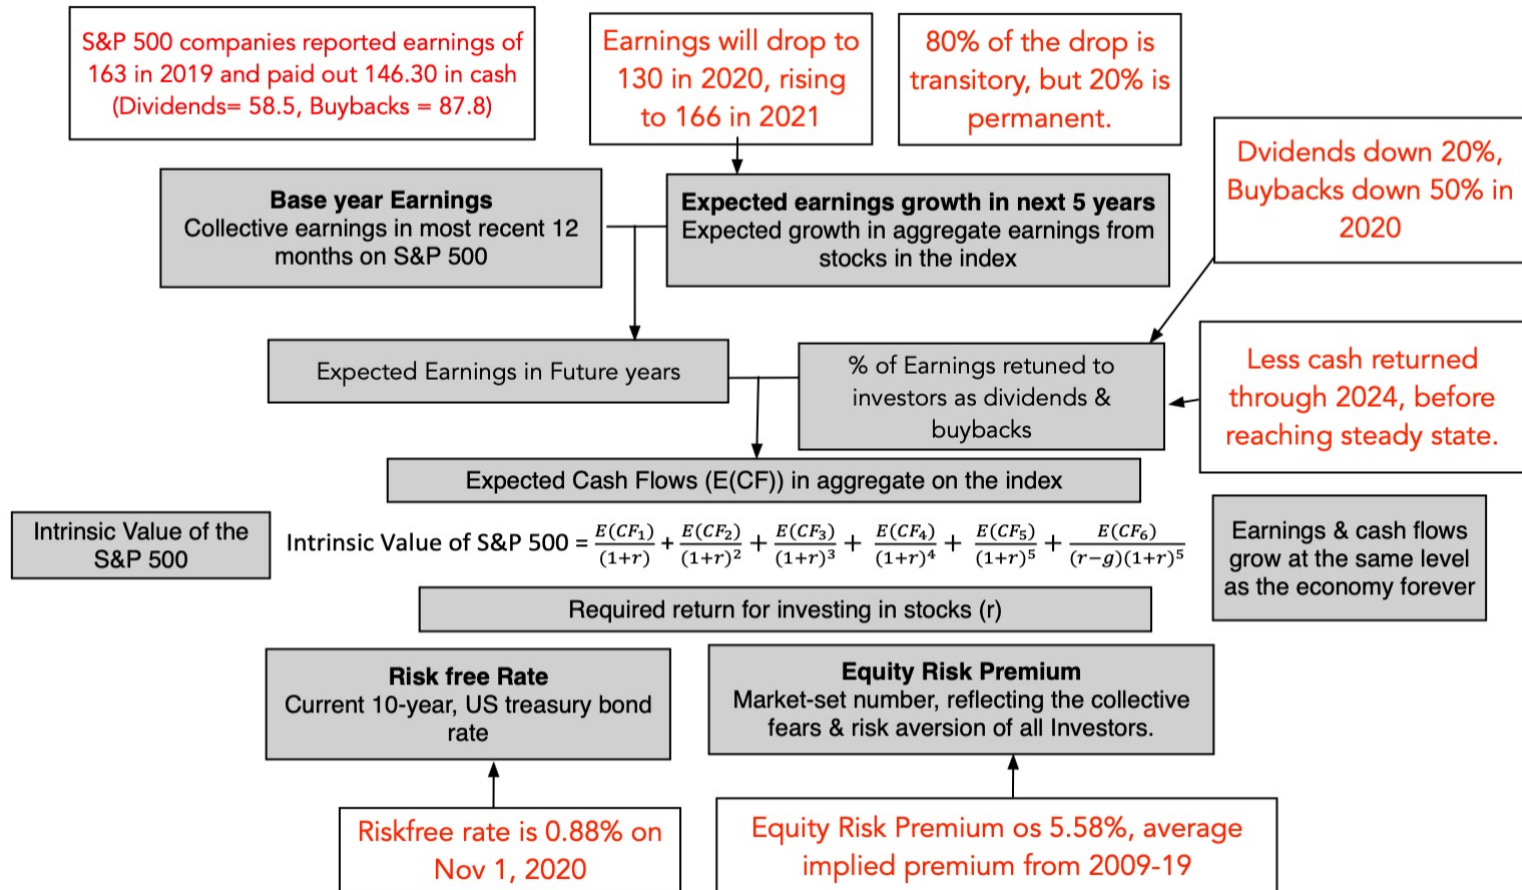 S&P 500 companies reported earnings of
163 in 2019 and paid out 146.30 in cash
(Dividends= 58.5, Buybacks = 87.8)
Earnings will drop to
130 in 2020, rising
to 166 in 2021
80% of the drop is
transitory, but 20% is
permanent.
Dvidends down 20%,
Buybacks down 50% in
2020
Base year Earnings
Collective earnings in most recent 12
months on S&P 500
Expected earnings growth in next 5 years
Expected growth in aggregate earnings from
stocks in the index
Expected Earnings in Future years
% of Earnings retuned to
investors as dividends &
buybacks
Less cash returned
through 2024, before
reaching steady state.
Expected Cash Flows (E(CF)) in aggregate on the index
Intrinsic Value of the
S&P 500
Intrinsic Value of S&P 500 = E(CF₁)/(1+r) + E(CF₂)/(1+r)² + E(CF₃)/(1+r)³ + E(CF₄)/(1+r)⁴ + E(CF₅)/(1+r)⁵ + E(CF₆)/(r−g)(1+r)⁵
Earnings & cash flows
grow at the same level
as the economy forever
Required return for investing in stocks (r)
Risk free Rate
Current 10-year, US treasury bond
rate
Equity Risk Premium
Market-set number, reflecting the collective
fears & risk aversion of all Investors.
Riskfree rate is 0.88% on
Nov 1, 2020
Equity Risk Premium os 5.58%, average
implied premium from 2009-19